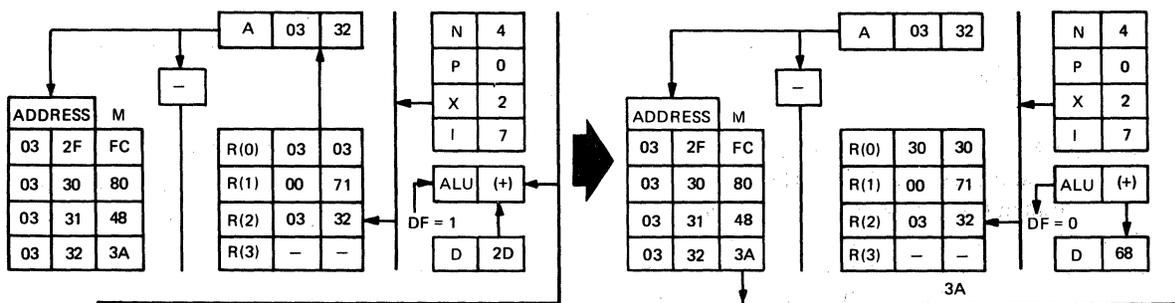 A 03 32
N 4
P 0
X 2
I 7
–
ADDRESS M
03 2F FC
03 30 80
03 31 48
03 32 3A
R(0) 03 03
R(1) 00 71
R(2) 03 32
R(3) – –
ALU (+)
DF = 1
D 2D
A 03 32
N 4
P 0
X 2
I 7
–
ADDRESS M
03 2F FC
03 30 80
03 31 48
03 32 3A
R(0) 30 30
R(1) 00 71
R(2) 03 32
R(3) – –
ALU (+)
DF = 0
D 68
3A